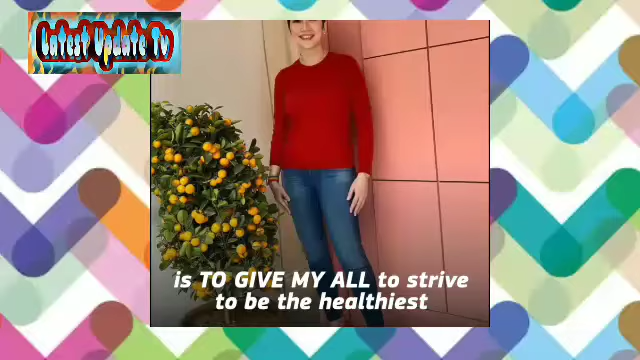 Latest Update Tv
is TO GIVE MY ALL to strive
to be the healthiest